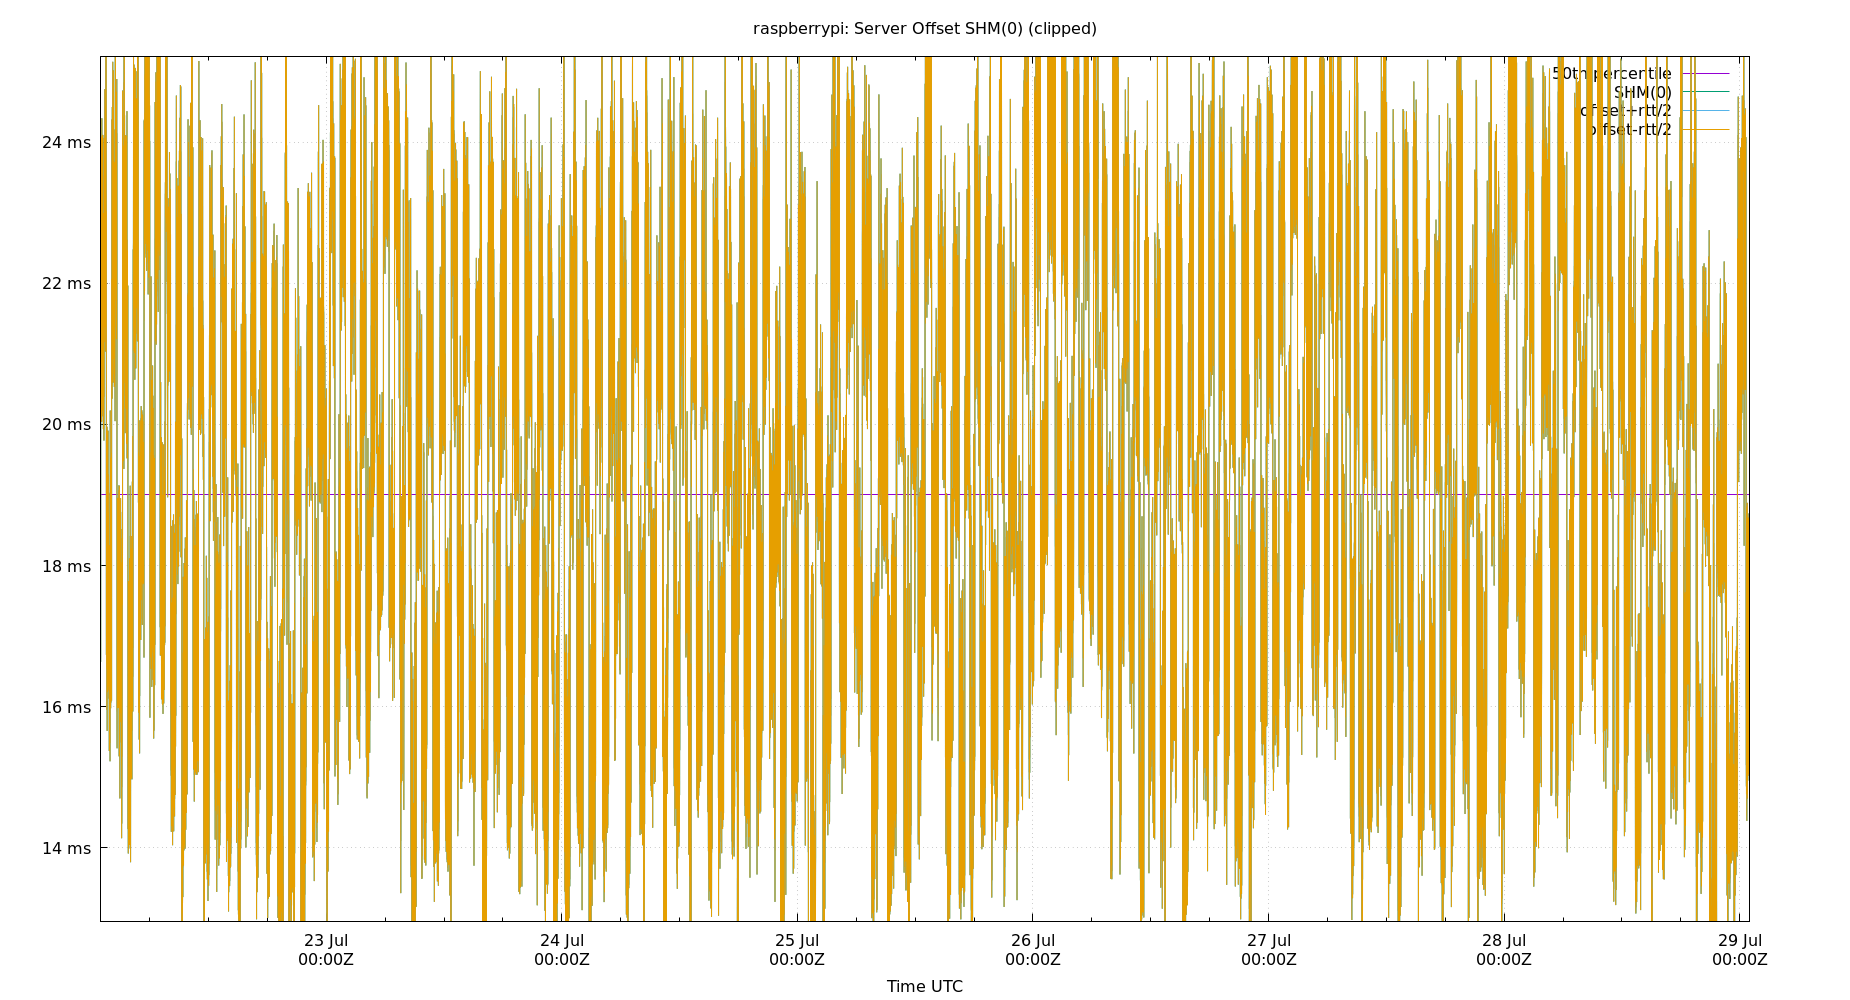 raspberrypi: Server Offset SHM(0) (clipped)
50th percentile
SHM(0)
offset+rtt/2
offset-rtt/2
24 ms
22 ms
20 ms
18 ms
16 ms
14 ms
23 Jul 24 Jul 25 Jul 26 Jul 27 Jul 28 Jul 29 Jul
00:00Z 00:00Z 00:00Z 00:00Z 00:00Z 00:00Z 00:00Z
Time UTC